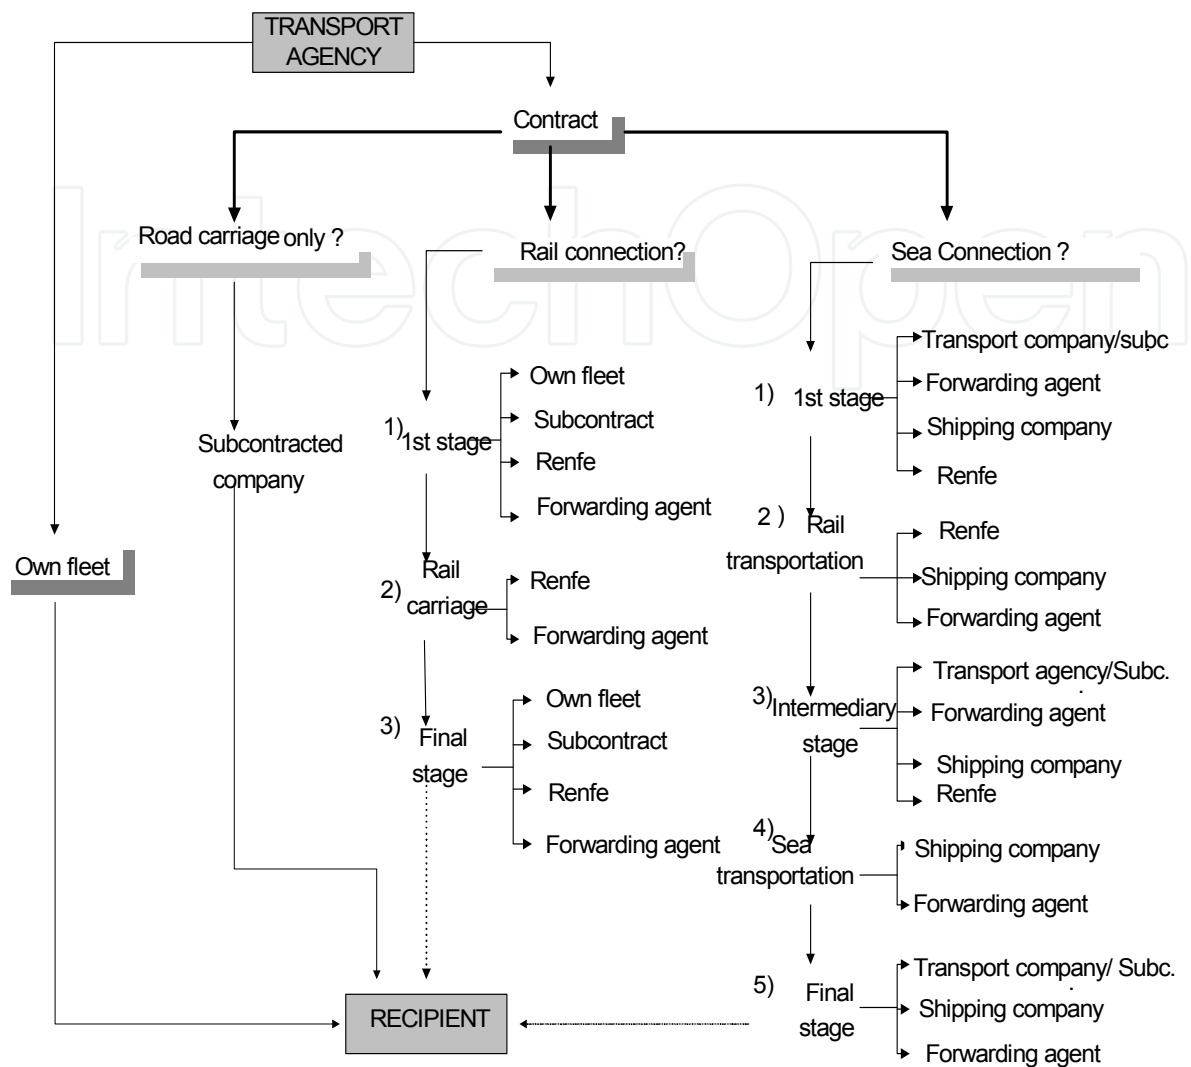 TRANSPORT
AGENCY
Contract
Road carriage only ?
Rail connection?
Sea Connection ?
Subcontracted
company
Own fleet
1) 1st stage
Own fleet
Subcontract
Renfe
Forwarding agent
2) Rail
carriage
Renfe
Forwarding agent
3) Final
stage
Own fleet
Subcontract
Renfe
Forwarding agent
1) 1st stage
Transport company/subc
Forwarding agent
Shipping company
Renfe
2 ) Rail
transportation
Renfe
Shipping company
Forwarding agent
3) Intermediary
stage
Transport agency/Subc.
Forwarding agent
Shipping company
Renfe
4) Sea
transportation
Shipping company
Forwarding agent
5) Final
stage
Transport company/ Subc.
Shipping company
Forwarding agent
RECIPIENT
IntechOpen